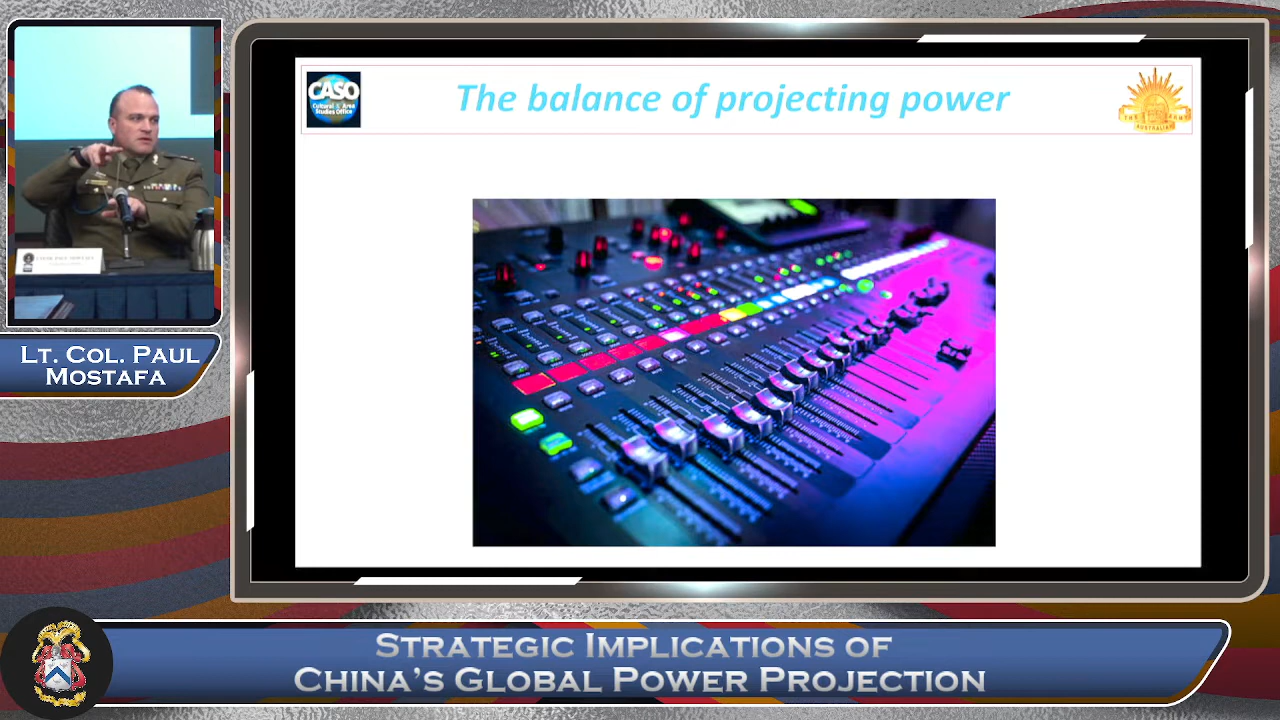 CASO
Cultural & Area
Studies Office
The balance of projecting power
AUSTRALIAN
LT. COL. PAUL
MOSTAFA
STRATEGIC IMPLICATIONS OF
CHINA'S GLOBAL POWER PROJECTION